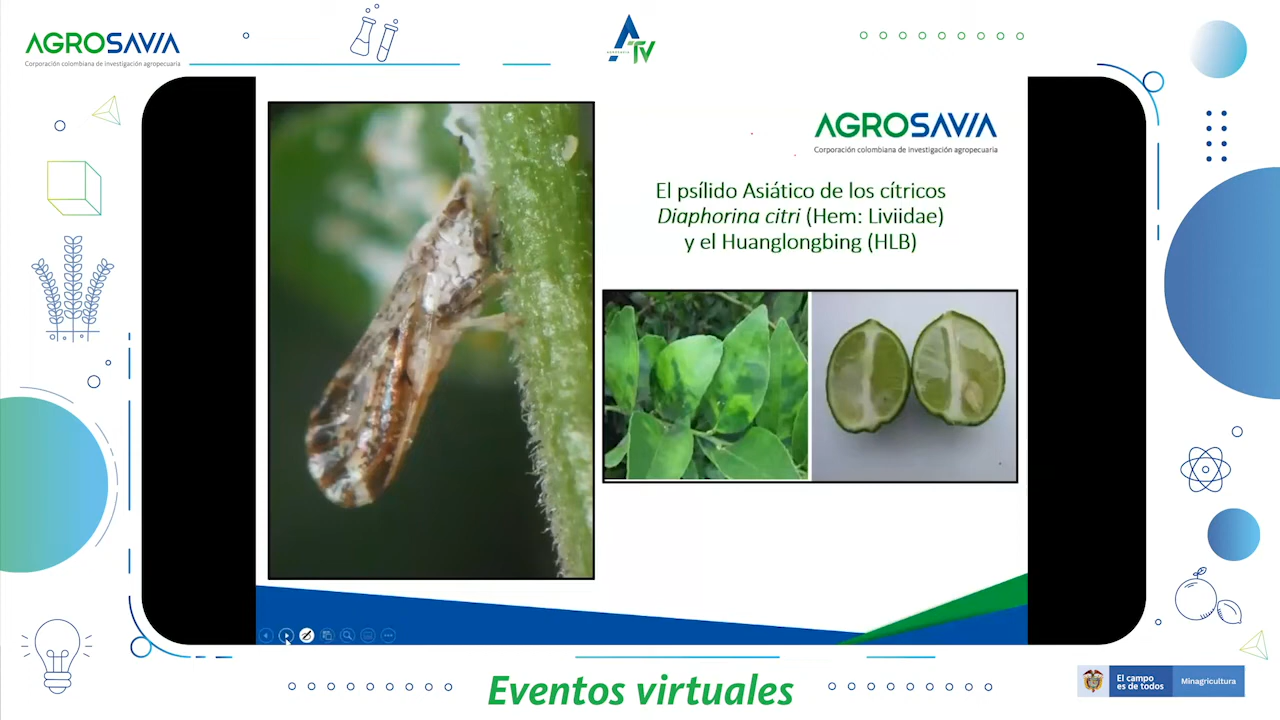 AGROSAVIA
Corporación colombiana de investigación agropecuaria
ATV
AGROSAVIA
Corporación colombiana de investigación agropecuaria
El psílido Asiático de los cítricos
Diaphorina citri (Hem: Liviidae)
y el Huanglongbing (HLB)
Eventos virtuales
El campo
es de todos
Minagricultura